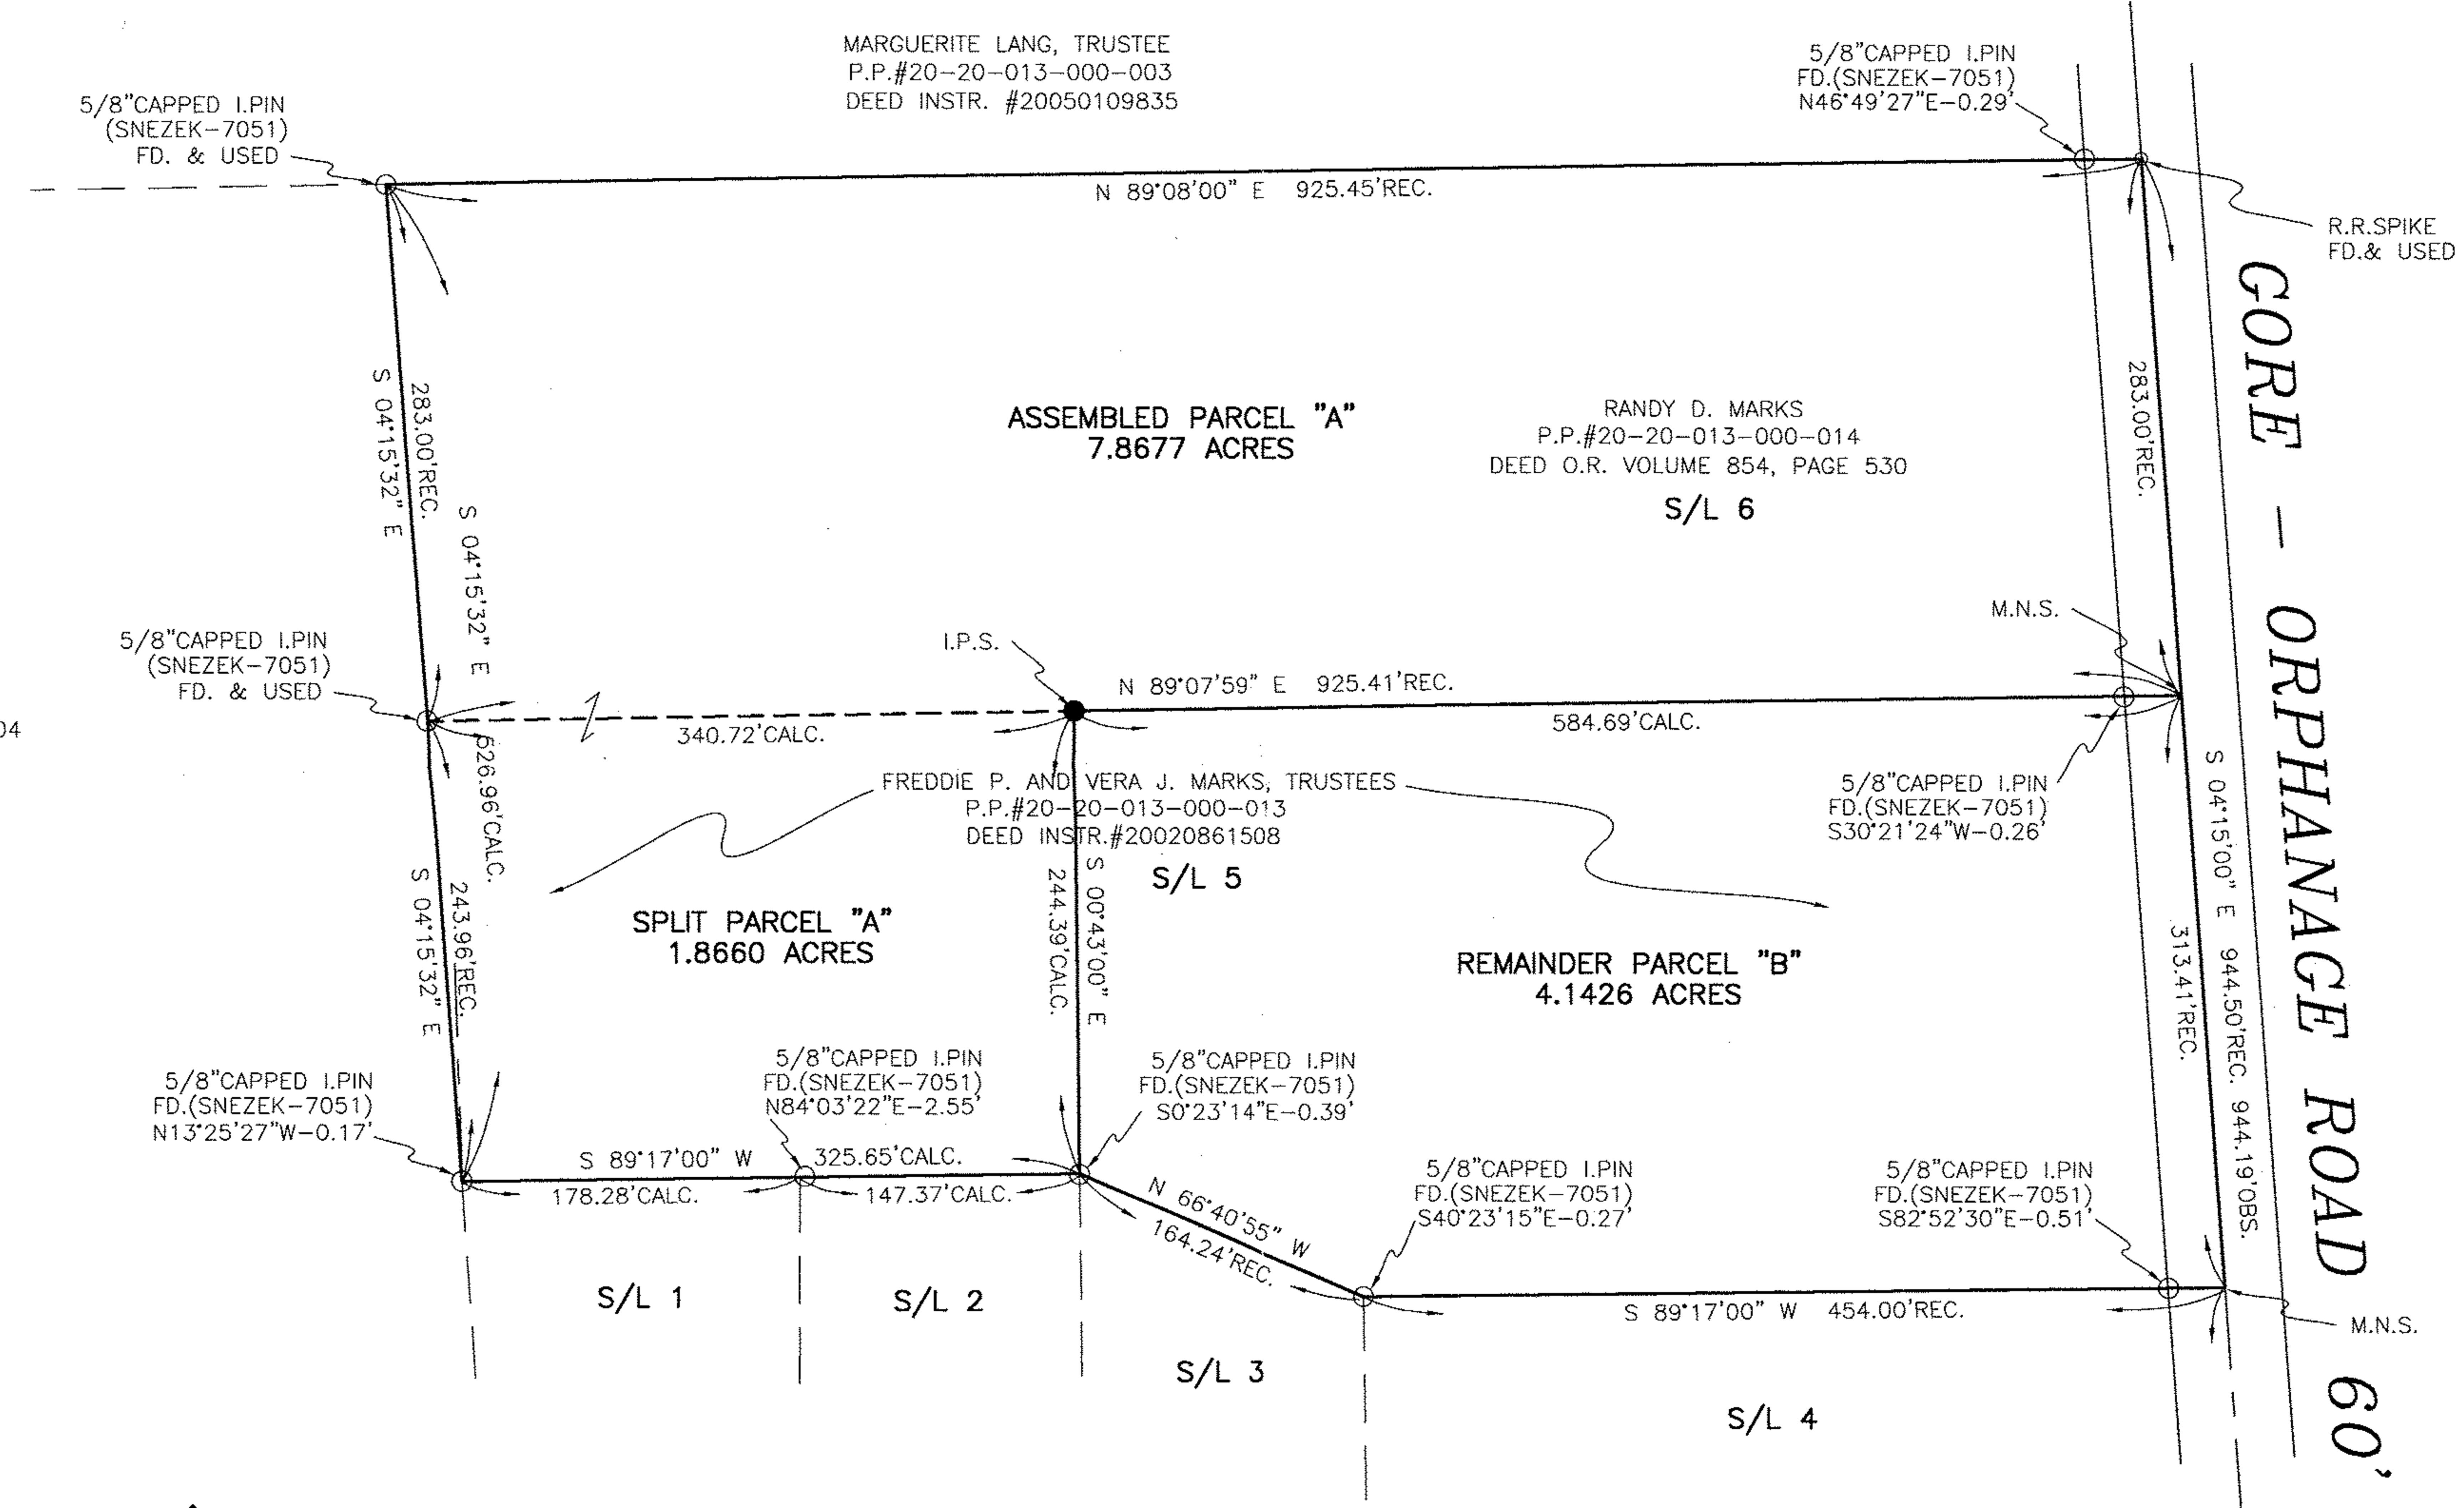 MARGUERITE LANG, TRUSTEE
P.P.#20-20-013-000-003
DEED INSTR. #20050109835
5/8"CAPPED I.PIN
FD.(SNEZEK-7051)
N46°49'27"E-0.29'
5/8"CAPPED I.PIN
(SNEZEK-7051)
FD. & USED
N 89°08'00" E 925.45'REC.
R.R.SPIKE
FD.& USED
GORE - ORPHANAGE ROAD 60'
283.00'REC.
S 04°15'32" E
S 04°15'32" E
283.00'REC.
ASSEMBLED PARCEL "A"
7.8677 ACRES
RANDY D. MARKS
P.P.#20-20-013-000-014
DEED O.R. VOLUME 854, PAGE 530
S/L 6
M.N.S.
5/8"CAPPED I.PIN
(SNEZEK-7051)
FD. & USED
I.P.S.
N 89°07'59" E 925.41'REC.
04
340.72'CALC.
584.69'CALC.
526.96'CALC.
FREDDIE P. AND VERA J. MARKS, TRUSTEES
P.P.#20-20-013-000-013
DEED INSTR.#20020861508
S/L 5
5/8"CAPPED I.PIN
FD.(SNEZEK-7051)
S30°21'24"W-0.26'
S 04°15'00" E 944.50'REC. 944.19'OBS.
313.41'REC.
243.96'REC.
S 04°15'32" E
SPLIT PARCEL "A"
1.8660 ACRES
244.39'CALC.
S 00°43'00" E
REMAINDER PARCEL "B"
4.1426 ACRES
5/8"CAPPED I.PIN
FD.(SNEZEK-7051)
N13°25'27"W-0.17'
5/8"CAPPED I.PIN
FD.(SNEZEK-7051)
N84°03'22"E-2.55'
5/8"CAPPED I.PIN
FD.(SNEZEK-7051)
S0°23'14"E-0.39'
S 89°17'00" W 325.65'CALC.
178.28'CALC.
147.37'CALC.
N 66°40'55" W
164.24'REC.
5/8"CAPPED I.PIN
FD.(SNEZEK-7051)
S40°23'15"E-0.27'
5/8"CAPPED I.PIN
FD.(SNEZEK-7051)
S82°52'30"E-0.51'
S 89°17'00" W 454.00'REC.
M.N.S.
S/L 1
S/L 2
S/L 3
S/L 4